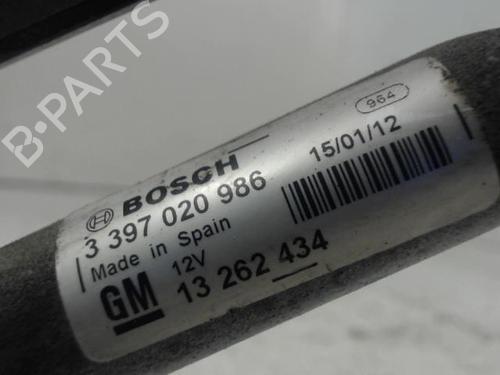 B-PARTS
964
BOSCH
15/01/12
3 397 020 986
Made in Spain
12V
GM
13 262 434